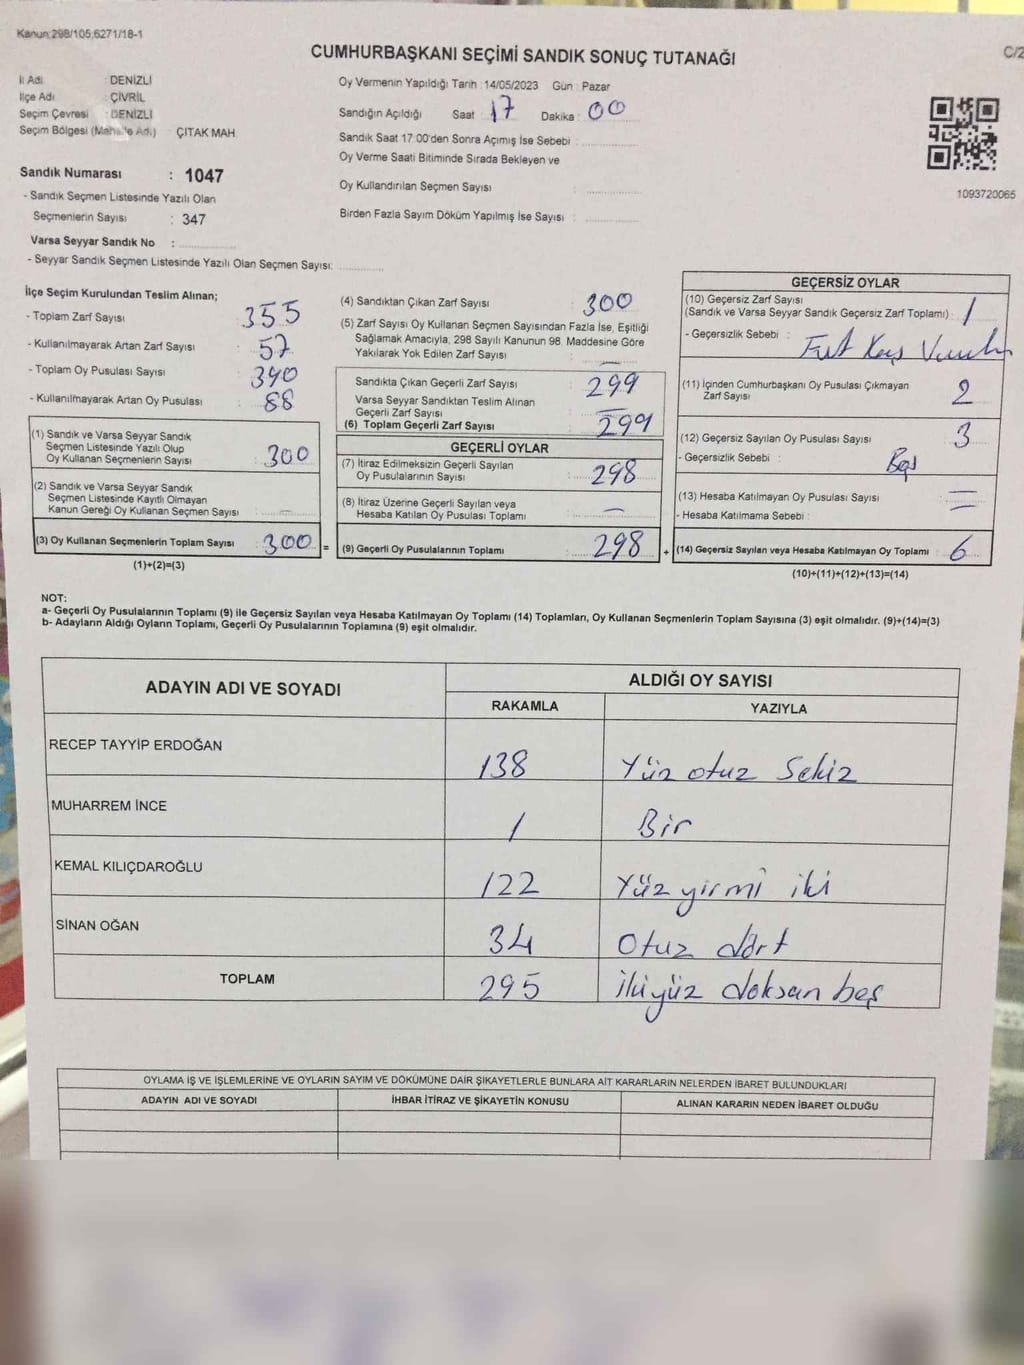 Kanun;298/105,6271/18-1
CUMHURBAŞKANI SEÇİMİ SANDIK SONUÇ TUTANAĞI
C/2
İl Adı : DENİZLİ
İlçe Adı : ÇİVRİL
Seçim Çevresi : DENİZLİ
Seçim Bölgesi (Mahalle Adı) : ÇITAK MAH.
Sandık Numarası : 1047
- Sandık Seçmen Listesinde Yazılı Olan
Seçmenlerin Sayısı : 347
Varsa Seyyar Sandık No :
- Seyyar Sandık Seçmen Listesinde Yazılı Olan Seçmen Sayısı:
Oy Vermenin Yapıldığı Tarih : 14/05/2023 Gün : Pazar
Sandığın Açıldığı Saat 17 Dakika : 00
Sandık Saat 17:00'den Sonra Açımış İse Sebebi :
Oy Verme Saati Bitiminde Sırada Bekleyen ve
Oy Kullandırılan Seçmen Sayısı :
Birden Fazla Sayım Döküm Yapılmış İse Sayısı :
1093720065
İlçe Seçim Kurulundan Teslim Alınan;
- Toplam Zarf Sayısı : 355
- Kullanılmayarak Artan Zarf Sayısı : 57
- Toplam Oy Pusulası Sayısı : 390
- Kullanılmayarak Artan Oy Pusulası : 88
(1) Sandık ve Varsa Seyyar Sandık
Seçmen Listesinde Yazılı Olup
Oy Kullanan Seçmenlerin Sayısı : 300
(2) Sandık ve Varsa Seyyar Sandık
Seçmen Listesinde Kayıtlı Olmayan
Kanun Gereği Oy Kullanan Seçmen Sayısı : —
(3) Oy Kullanan Seçmenlerin Toplam Sayısı : 300 =
(1)+(2)=(3)
(4) Sandıktan Çıkan Zarf Sayısı : 300
(5) Zarf Sayısı Oy Kullanan Seçmen Sayısından Fazla İse, Eşitliği
Sağlamak Amacıyla, 298 Sayılı Kanunun 98. Maddesine Göre
Yakılarak Yok Edilen Zarf Sayısı : —
Sandıkta Çıkan Geçerli Zarf Sayısı : 299
Varsa Seyyar Sandıktan Teslim Alınan
Geçerli Zarf Sayısı : —
(6) Toplam Geçerli Zarf Sayısı : 299
GEÇERLİ OYLAR
(7) İtiraz Edilmeksizin Geçerli Sayılan
Oy Pusulalarının Sayısı : 298
(8) İtiraz Üzerine Geçerli Sayılan veya
Hesaba Katılan Oy Pusulası Toplamı : —
(9) Geçerli Oy Pusulalarının Toplamı : 298 +
GEÇERSİZ OYLAR
(10) Geçersiz Zarf Sayısı
(Sandık ve Varsa Seyyar Sandık Geçersiz Zarf Toplamı) : 1
- Geçersizlik Sebebi :
(11) İçinden Cumhurbaşkanı Oy Pusulası Çıkmayan
Zarf Sayısı : 2
(12) Geçersiz Sayılan Oy Pusulası Sayısı : 3
- Geçersizlik Sebebi : Boş
(13) Hesaba Katılmayan Oy Pusulası Sayısı : —
- Hesaba Katılmama Sebebi : —
(14) Geçersiz Sayılan veya Hesaba Katılmayan Oy Toplamı : 6
(10)+(11)+(12)+(13)=(14)
NOT:
a- Geçerli Oy Pusulalarının Toplamı (9) ile Geçersiz Sayılan veya Hesaba Katılmayan Oy Toplamı (14) Toplamları, Oy Kullanan Seçmenlerin Toplam Sayısına (3) eşit olmalıdır. (9)+(14)=(3)
b- Adayların Aldığı Oyların Toplamı, Geçerli Oy Pusulalarının Toplamına (9) eşit olmalıdır.
ADAYIN ADI VE SOYADI
ALDIĞI OY SAYISI
RAKAMLA YAZIYLA
RECEP TAYYİP ERDOĞAN 138 Yüz otuz Sekiz
MUHARREM İNCE 1 Bir
KEMAL KILIÇDAROĞLU 122 Yüz yirmi iki
SİNAN OĞAN 34 Otuz dört
TOPLAM 295 ikiyüz doksan beş
OYLAMA İŞ VE İŞLEMLERİNE VE OYLARIN SAYIM VE DÖKÜMÜNE DAİR ŞİKAYETLERLE BUNLARA AİT KARARLARIN NELERDEN İBARET BULUNDUKLARI
ADAYIN ADI VE SOYADI İHBAR İTİRAZ VE ŞİKAYETİN KONUSU ALINAN KARARIN NEDEN İBARET OLDUĞU